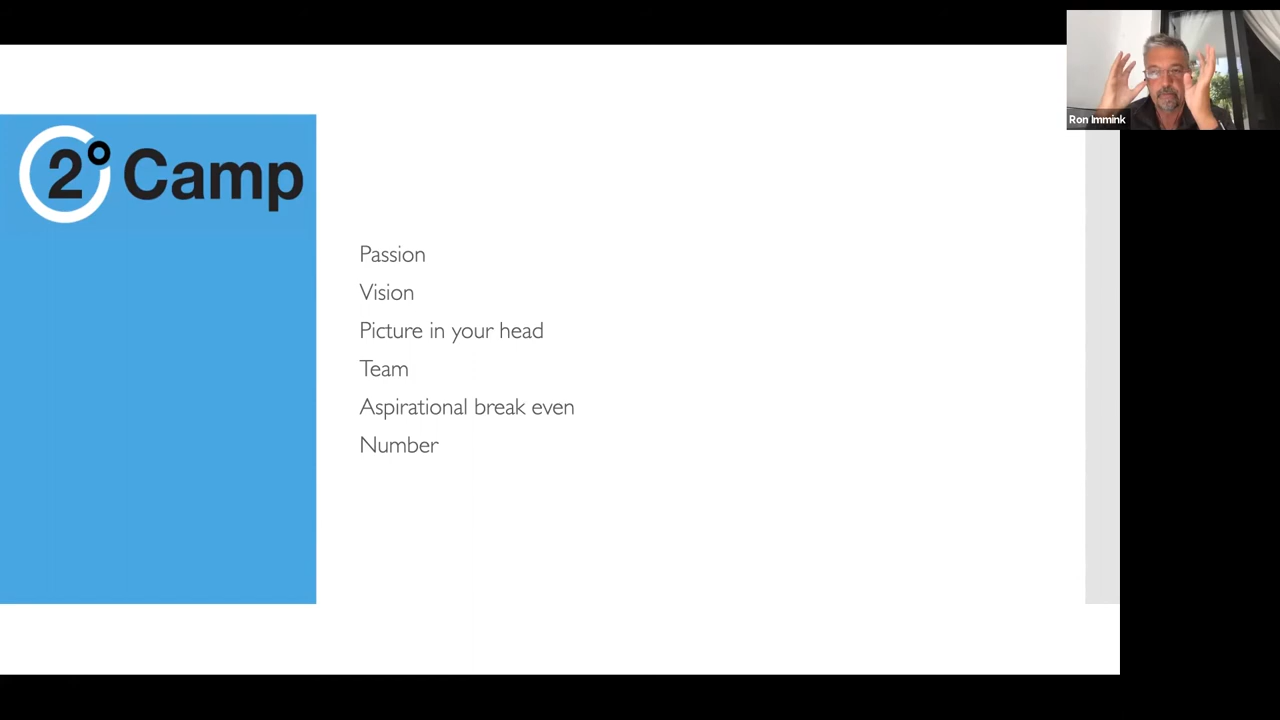 2° Camp
Passion
Vision
Picture in your head
Team
Aspirational break even
Number
Ron Immink